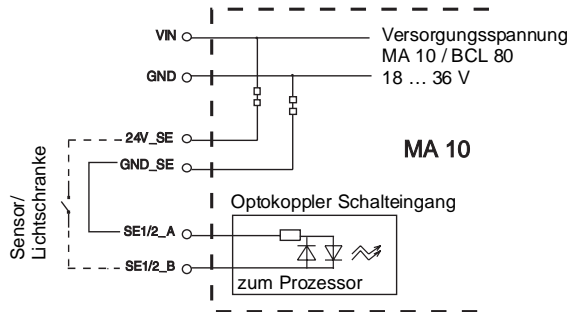 VIN
Versorgungsspannung
MA 10 / BCL 80
GND
18 ... 36 V
24V_SE
MA 10
GND_SE
Sensor/
Lichtschranke
Optokoppler Schalteingang
SE1/2_A
SE1/2_B
zum Prozessor